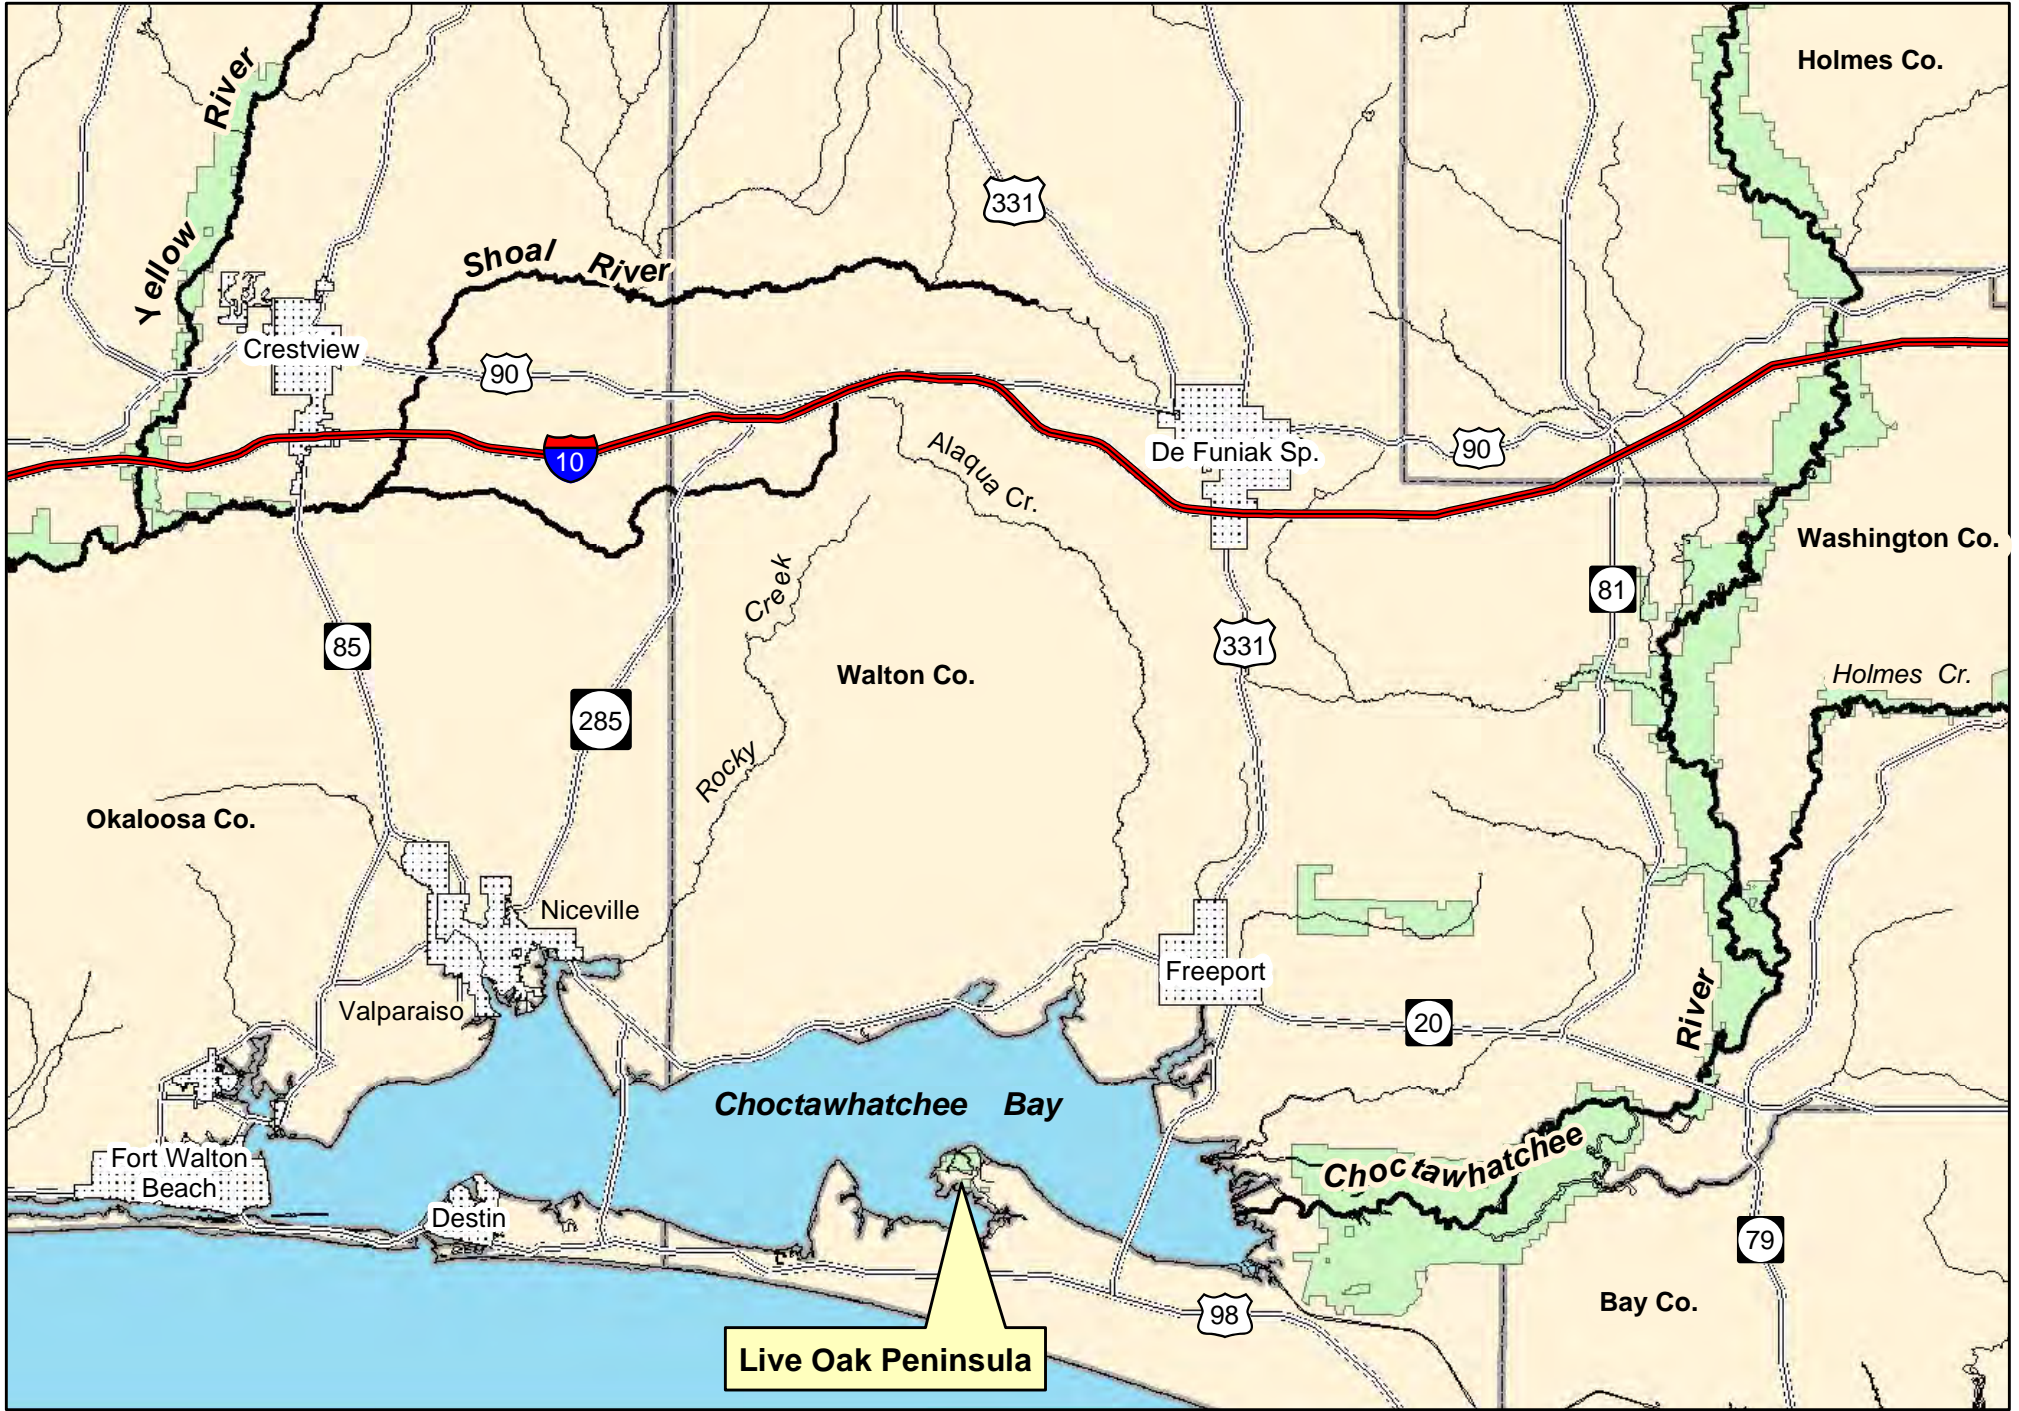 Holmes Co.
Yellow River
331
Shoal River
Crestview
90
10
Alaqua Cr.
De Funiak Sp.
90
Washington Co.
81
Rocky Creek
85
331
Walton Co.
Holmes Cr.
285
Okaloosa Co.
Niceville
Freeport
Valparaiso
20
Choctawhatchee River
Choctawhatchee Bay
Fort Walton
Beach
Destin
79
Bay Co.
98
Live Oak Peninsula